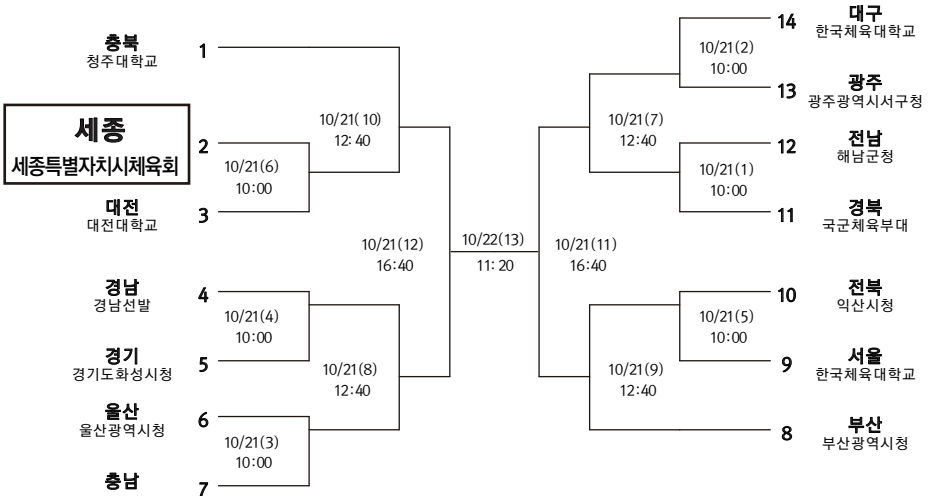 충북
청주대학교
1
세종
세종특별자치시체육회
2
대전
대전대학교
3
경남
경남선발
4
경기
경기도화성시청
5
울산
울산광역시청
6
충남
7
10/21(10)
12:40
10/21(6)
10:00
10/21(12)
16:40
10/21(4)
10:00
10/21(8)
12:40
10/21(3)
10:00
10/22(13)
11:20
10/21(2)
10:00
10/21(7)
12:40
10/21(1)
10:00
10/21(11)
16:40
10/21(5)
10:00
10/21(9)
12:40
14
대구
한국체육대학교
13
광주
광주광역시서구청
12
전남
해남군청
11
경북
국군체육부대
10
전북
익산시청
9
서울
한국체육대학교
8
부산
부산광역시청